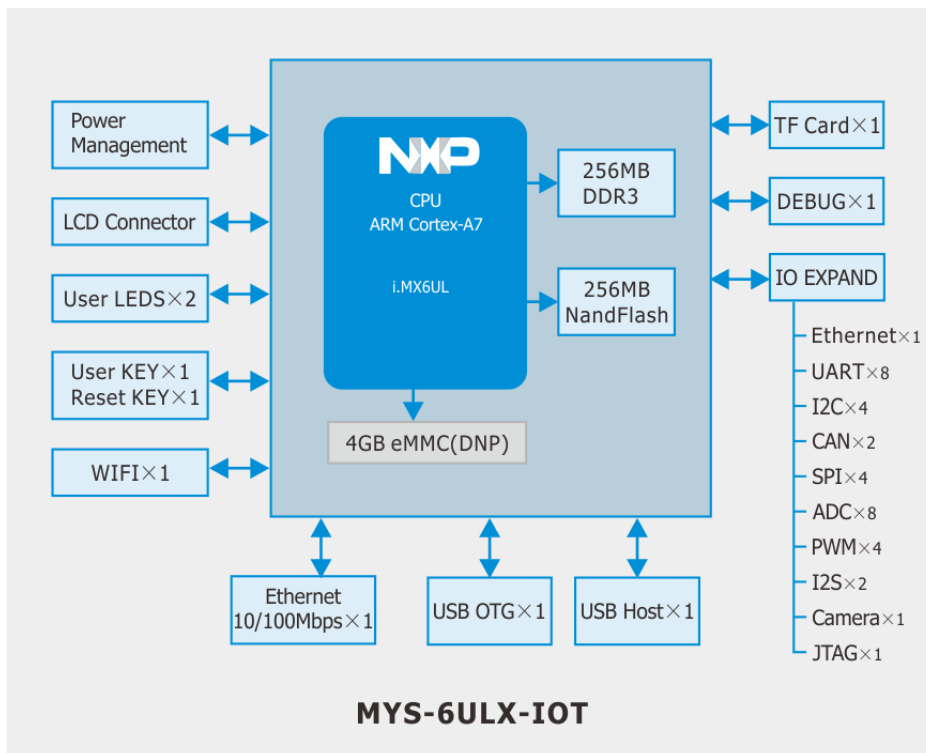 Power
Management
LCD Connector
User LEDS×2
User KEY×1
Reset KEY×1
WIFI×1
NXP
CPU
ARM Cortex-A7
i.MX6UL
256MB
DDR3
256MB
NandFlash
4GB eMMC(DNP)
TF Card×1
DEBUG×1
IO EXPAND
Ethernet×1
UART×8
I2C×4
CAN×2
SPI×4
ADC×8
PWM×4
I2S×2
Camera×1
JTAG×1
Ethernet
10/100Mbps×1
USB OTG×1
USB Host×1
MYS-6ULX-IOT